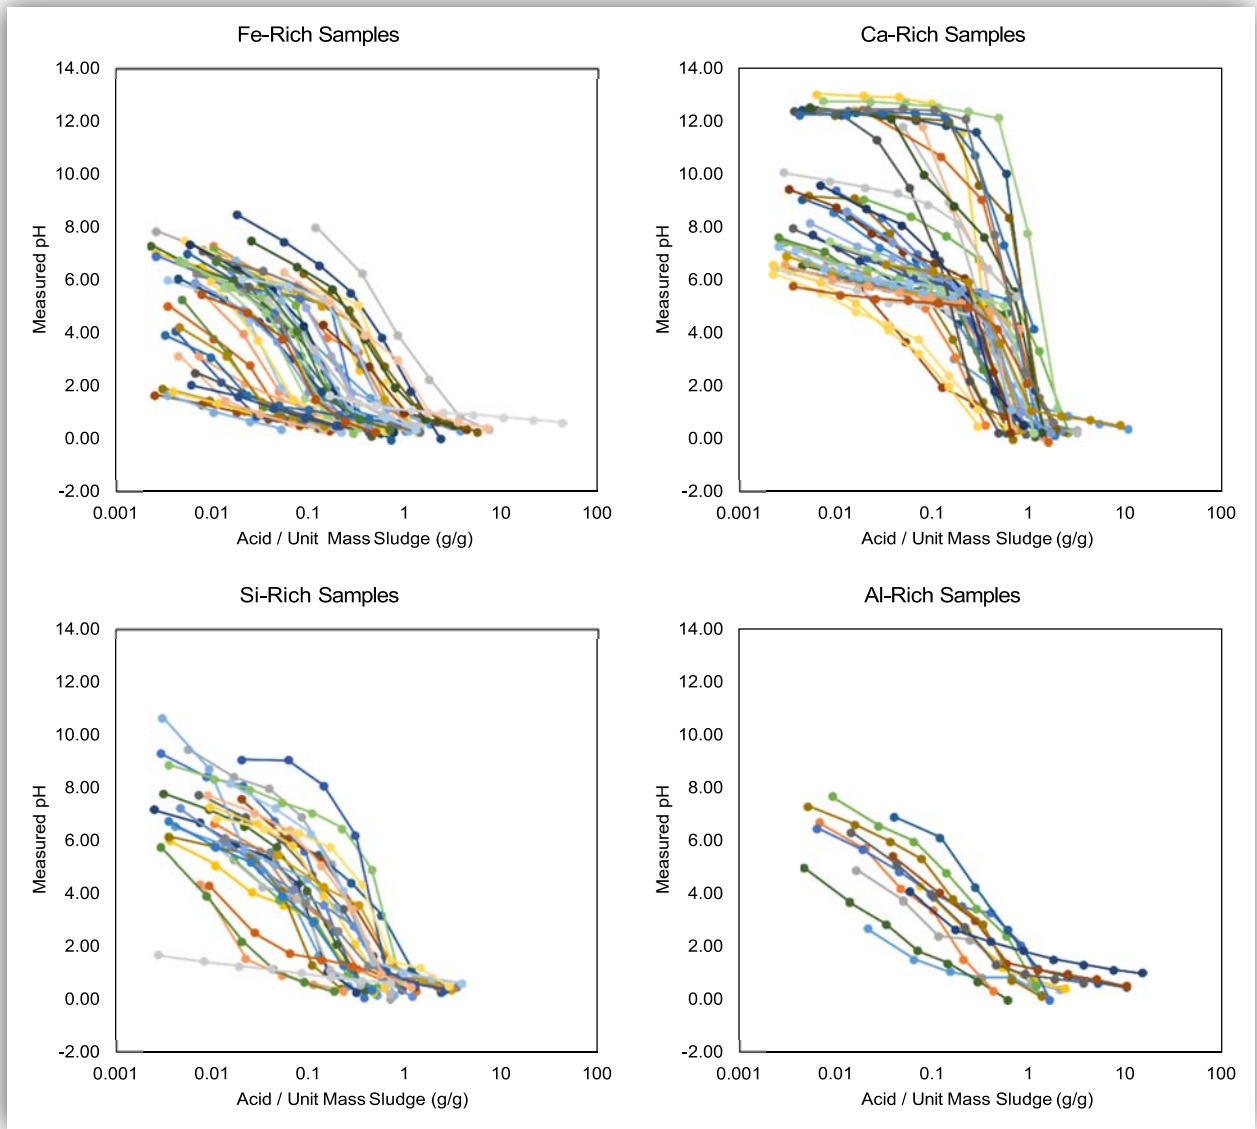 Fe-Rich Samples
14.00
12.00
10.00
8.00
6.00
4.00
2.00
0.00
-2.00
Measured pH
0.001 0.01 0.1 1 10 100
Acid / Unit Mass Sludge (g/g)
Ca-Rich Samples
14.00
12.00
10.00
8.00
6.00
4.00
2.00
0.00
-2.00
Measured pH
0.001 0.01 0.1 1 10 100
Acid / Unit Mass Sludge (g/g)
Si-Rich Samples
14.00
12.00
10.00
8.00
6.00
4.00
2.00
0.00
-2.00
Measured pH
0.001 0.01 0.1 1 10 100
Acid / Unit Mass Sludge (g/g)
Al-Rich Samples
14.00
12.00
10.00
8.00
6.00
4.00
2.00
0.00
-2.00
Measured pH
0.001 0.01 0.1 1 10 100
Acid / Unit Mass Sludge (g/g)